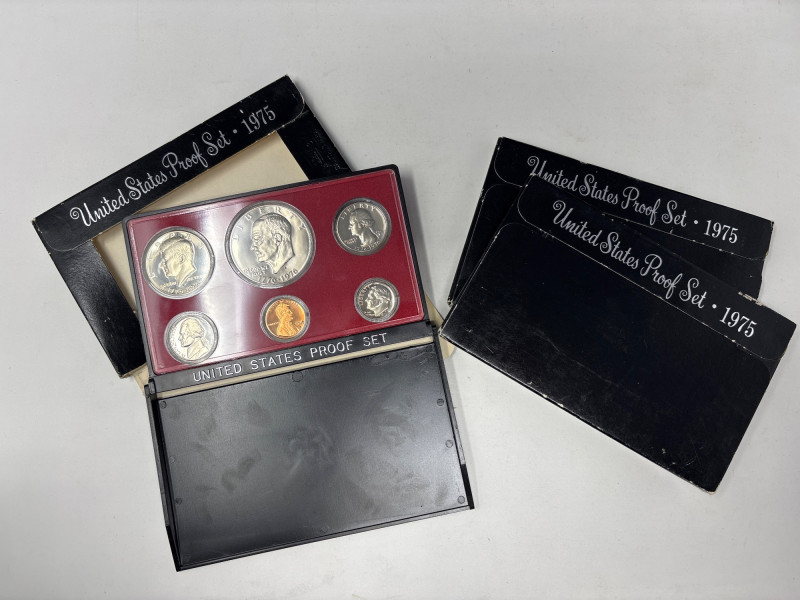 United States Proof Set • 1975
United States Proof Set • 1975
United States Proof Set • 1975
LIBERTY
LIBERTY
1776-1976
UNITED STATES PROOF SET